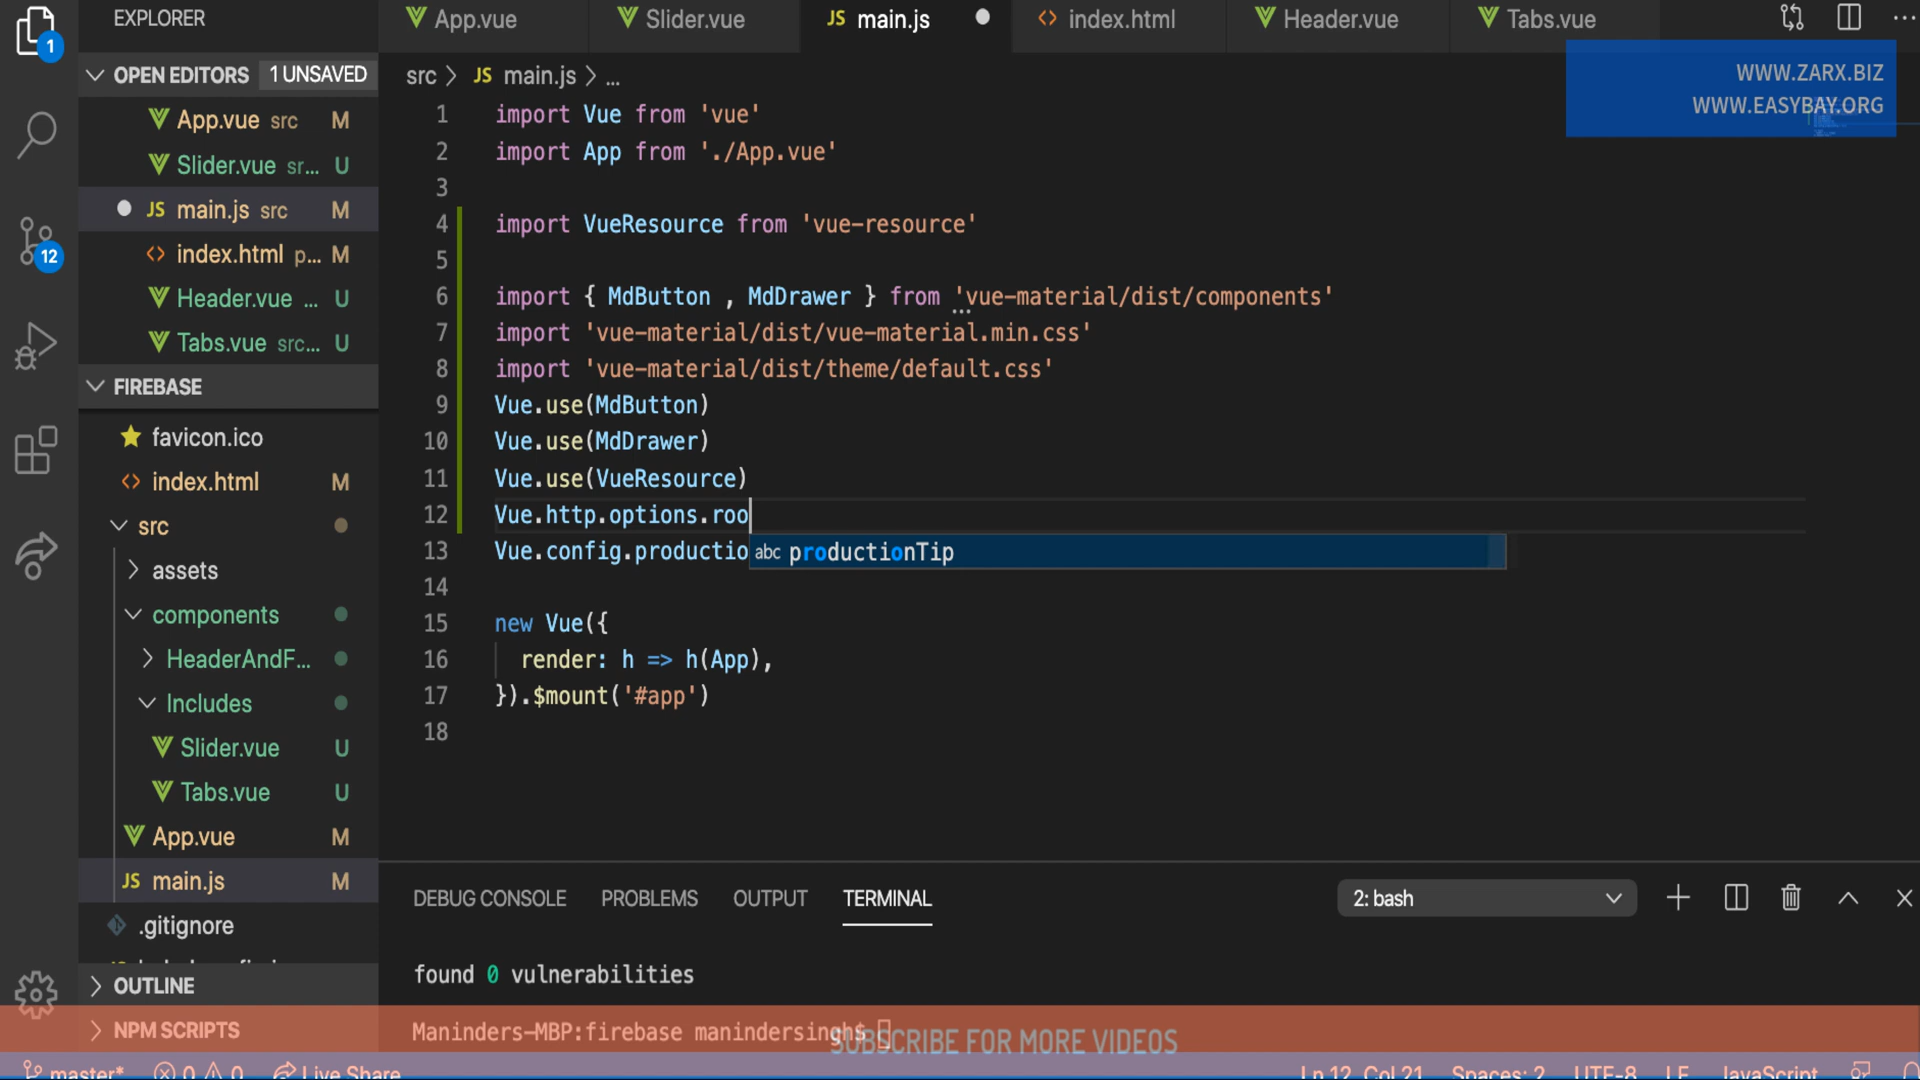 EXPLORER
App.vue
Slider.vue
JS main.js
<> index.html
Header.vue
Tabs.vue
1
OPEN EDITORS 1 UNSAVED
WWW.ZARX.BIZ
WWW.EASYBAY.ORG
src > JS main.js > ...
App.vue src M
Slider.vue sr... U
JS main.js src M
<> index.html p... M
Header.vue ... U
Tabs.vue src... U
12
FIREBASE
favicon.ico
<> index.html M
src
assets
components
HeaderAndF...
Includes
Slider.vue U
Tabs.vue U
App.vue M
JS main.js M
.gitignore
OUTLINE
NPM SCRIPTS
1 import Vue from 'vue'
2 import App from './App.vue'
3
4 import VueResource from 'vue-resource'
5
6 import { MdButton , MdDrawer } from 'vue-material/dist/components'
7 import 'vue-material/dist/vue-material.min.css'
8 import 'vue-material/dist/theme/default.css'
9 Vue.use(MdButton)
10 Vue.use(MdDrawer)
11 Vue.use(VueResource)
12 Vue.http.options.roo
13 Vue.config.productio
abc productionTip
14
15 new Vue({
16 render: h => h(App),
17 }).$mount('#app')
18
DEBUG CONSOLE PROBLEMS OUTPUT TERMINAL
2: bash
found 0 vulnerabilities
Maninders-MBP:firebase manindersingh$
SUBSCRIBE FOR MORE VIDEOS
master* 0 0 Live Share
Ln 12, Col 21 Spaces: 2 UTF-8 LF JavaScript